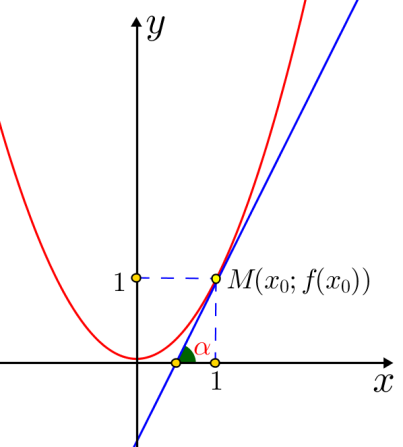 y
1
M(x₀; f(x₀))
α
1
x